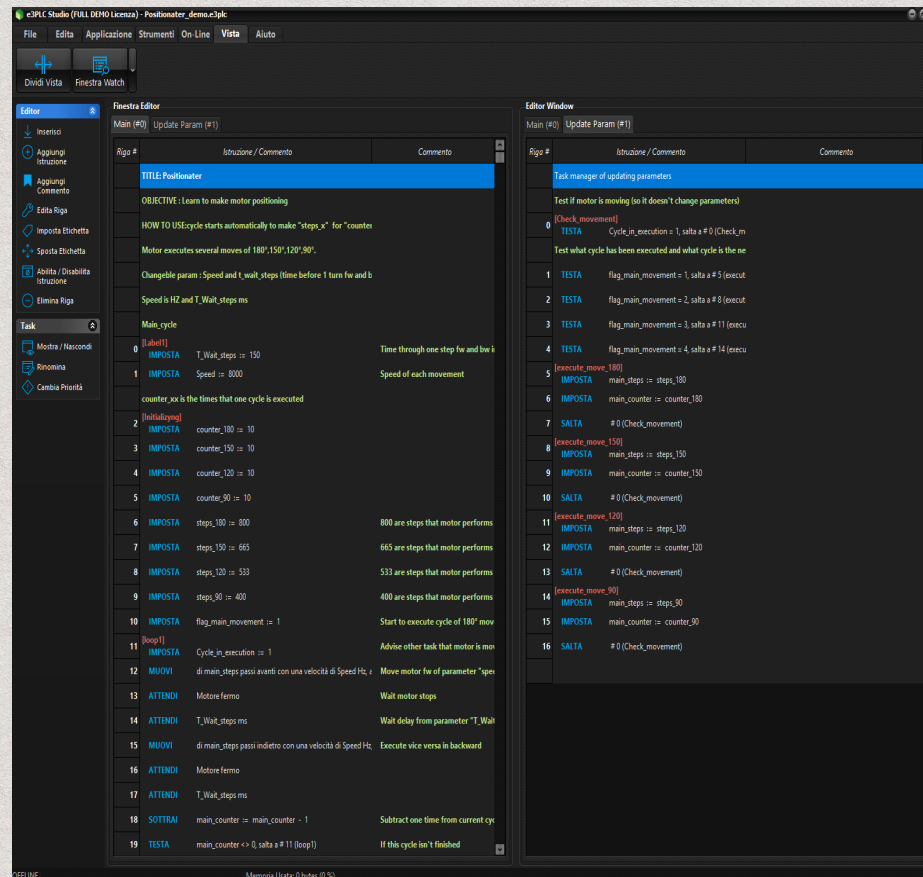 e3PLC Studio (FULL DEMO Licenza) - Positionater_demo.e3plc
File Edita Applicazione Strumenti On-Line Vista Aiuto
Dividi Vista Finestra Watch
Editor
Inserisci
Aggiungi
Istruzione
Aggiungi
Commento
Edita Riga
Imposta Etichetta
Sposta Etichetta
Abilita / Disabilita
Istruzione
Elimina Riga
Task
Mostra / Nascondi
Rinomina
Cambia Priorità
Finestra Editor
Main (#0) Update Param (#1)
Riga # Istruzione / Commento Commento
TITLE: Positionater
OBJECTIVE : Learn to make motor positioning
HOW TO USE:cycle starts automatically to make "steps_x" for "counter
Motor executes several moves of 180°,150°,120°,90°.
Changeble param : Speed and t_wait_steps (time before 1 turn fw and b
Speed is HZ and T_Wait_steps ms
Main_cycle
[Label1]
0 IMPOSTA T_Wait_steps := 150 Time through one step fw and bw i
1 IMPOSTA Speed := 8000 Speed of each movement
counter_xx is the times that one cycle is executed
[Initializyng]
2 IMPOSTA counter_180 := 10
3 IMPOSTA counter_150 := 10
4 IMPOSTA counter_120 := 10
5 IMPOSTA counter_90 := 10
6 IMPOSTA steps_180 := 800 800 are steps that motor performs
7 IMPOSTA steps_150 := 665 665 are steps that motor performs
8 IMPOSTA steps_120 := 533 533 are steps that motor performs
9 IMPOSTA steps_90 := 400 400 are steps that motor performs
10 IMPOSTA flag_main_movement := 1 Start to execute cycle of 180° mov
[loop1]
11 IMPOSTA Cycle_in_execution := 1 Advise other task that motor is mov
12 MUOVI di main_steps passi avanti con una velocità di Speed Hz, Move motor fw of parameter "spe
13 ATTENDI Motore fermo Wait motor stops
14 ATTENDI T_Wait_steps ms Wait delay from parameter "T_Wait
15 MUOVI di main_steps passi indietro con una velocità di Speed Hz, Execute vice versa in backward
16 ATTENDI Motore fermo
17 ATTENDI T_Wait_steps ms
18 SOTTRAI main_counter := main_counter - 1 Subtract one time from current cyc
19 TESTA main_counter <> 0, salta a # 11 (loop1) If this cycle isn't finished
Editor Window
Main (#0) Update Param (#1)
Riga # Istruzione / Commento Commento
Task manager of updating parameters
Test if motor is moving (so it doesn't change parameters)
[Check_movement]
0 TESTA Cycle_in_execution = 1, salta a # 0 (Check_m
Test what cycle has been executed and what cycle is the ne
1 TESTA flag_main_movement = 1, salta a # 5 (execut
2 TESTA flag_main_movement = 2, salta a # 8 (execut
3 TESTA flag_main_movement = 3, salta a # 11 (execu
4 TESTA flag_main_movement = 4, salta a # 14 (execu
[execute_move_180]
5 IMPOSTA main_steps := steps_180
6 IMPOSTA main_counter := counter_180
7 SALTA # 0 (Check_movement)
[execute_move_150]
8 IMPOSTA main_steps := steps_150
9 IMPOSTA main_counter := counter_150
10 SALTA # 0 (Check_movement)
[execute_move_120]
11 IMPOSTA main_steps := steps_120
12 IMPOSTA main_counter := counter_120
13 SALTA # 0 (Check_movement)
[execute_move_90]
14 IMPOSTA main_steps := steps_90
15 IMPOSTA main_counter := counter_90
16 SALTA # 0 (Check_movement)
OFFLINE Memoria Usata: 0 bytes (0 %)